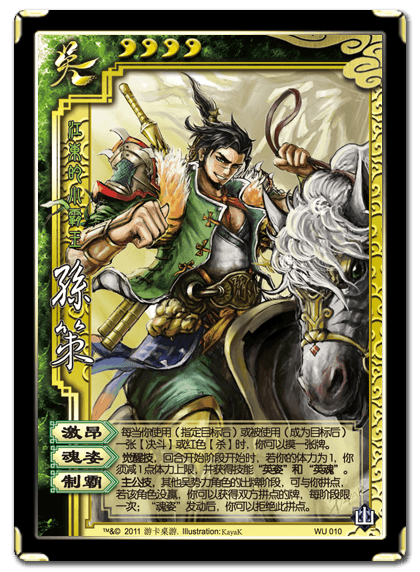 吴
江东的小霸王
孫策
激昂
每当你使用（指定目标后）或被使用（成为目标后）
一张【决斗】或红色【杀】时，你可以摸一张牌。
魂姿
觉醒技，回合开始阶段开始时，若你的体力为1，你
须减1点体力上限，并获得技能“英姿”和“英魂”。
制霸
主公技，其他吴势力角色的出牌阶段，可与你拼点，
若该角色没赢，你可以获得双方拼点的牌，每阶段限
一次；“魂姿”发动后，你可以拒绝此拼点。
™&© 2011 游卡桌游. Illustration:KayaK
WU 010